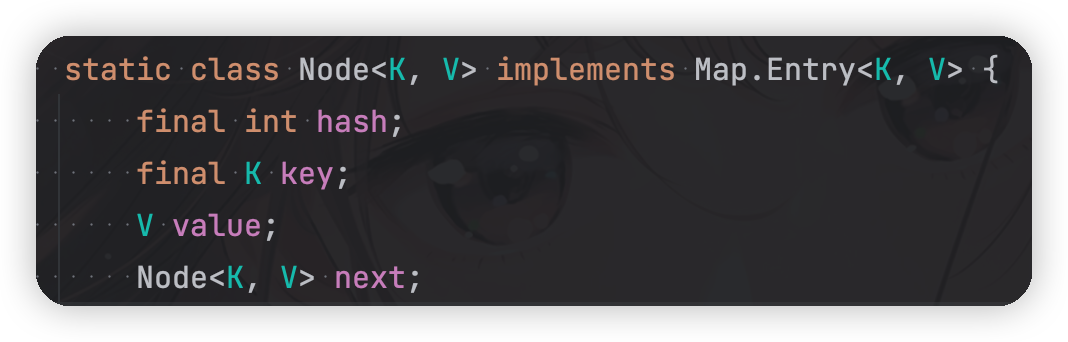 static class Node<K, V> implements Map.Entry<K, V> {
final int hash;
final K key;
V value;
Node<K, V> next;